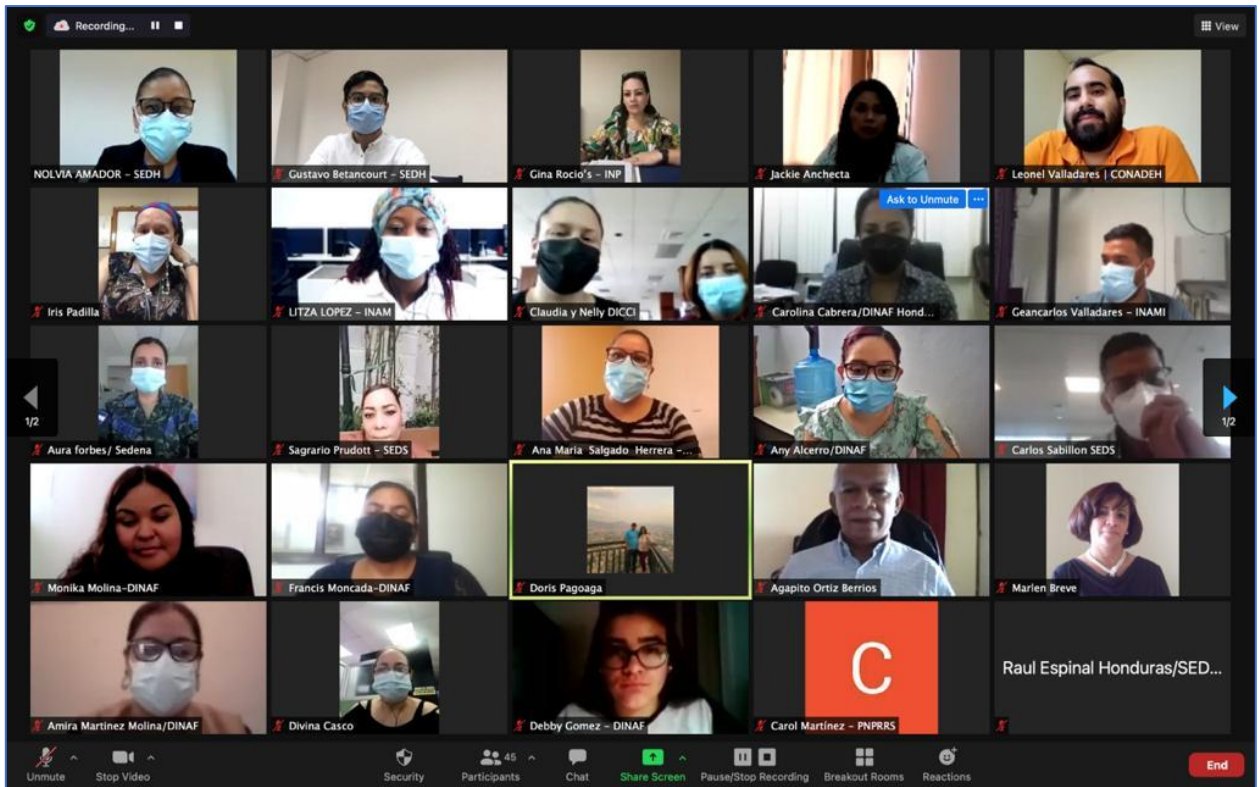 Recording...
View
NOLVIA AMADOR - SEDH
Gustavo Betancourt - SEDH
Gina Rocio's - INP
Jackie Anchecta
Leonel Valladares | CONADEH
Ask to Unmute
Iris Padilla
LITZA LOPEZ - INAM
Claudia y Nelly DICCI
Carolina Cabrera/DINAF Hond...
Geancarlos Valladares - INAMI
1/2
1/2
Aura forbes/ Sedena
Sagrario Prudott - SEDS
Ana Maria Salgado Herrera -...
Any Alcerro/DINAF
Carlos Sabillon SEDS
Monika Molina-DINAF
Francis Moncada-DINAF
Doris Pagoaga
Agapito Ortiz Berrios
Marlen Breve
C
Raul Espinal Honduras/SED...
Amira Martinez Molina/DINAF
Divina Casco
Debby Gomez - DINAF
Carol Martínez - PNPRRS
Unmute
Stop Video
Security
45
Participants
Chat
Share Screen
Pause/Stop Recording
Breakout Rooms
Reactions
End